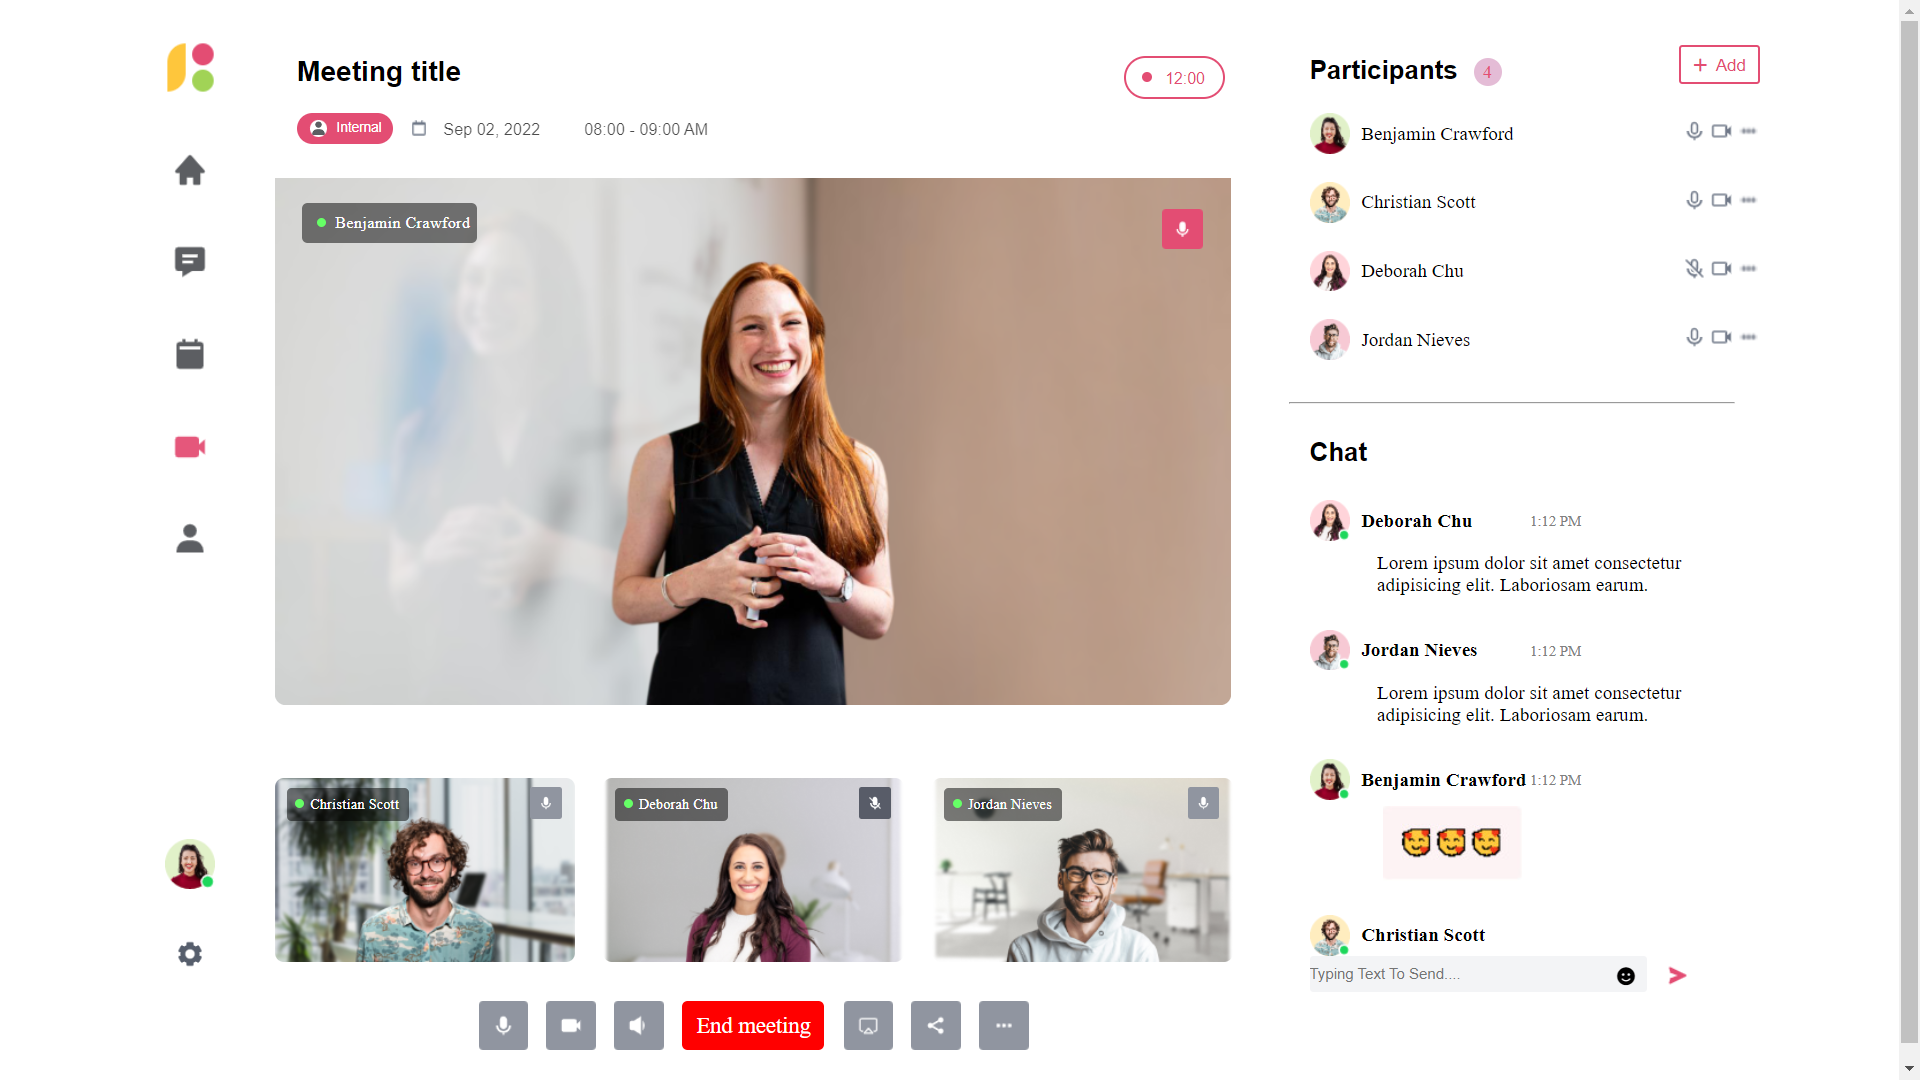 Meeting title
12:00
Internal
Sep 02, 2022
08:00 - 09:00 AM
Benjamin Crawford
Christian Scott
Deborah Chu
Jordan Nieves
End meeting
Participants
4
+ Add
Benjamin Crawford
Christian Scott
Deborah Chu
Jordan Nieves
Chat
Deborah Chu 1:12 PM
Lorem ipsum dolor sit amet consectetur
adipisicing elit. Laboriosam earum.
Jordan Nieves 1:12 PM
Lorem ipsum dolor sit amet consectetur
adipisicing elit. Laboriosam earum.
Benjamin Crawford 1:12 PM
🥰🥰🥰
Christian Scott
Typing Text To Send....